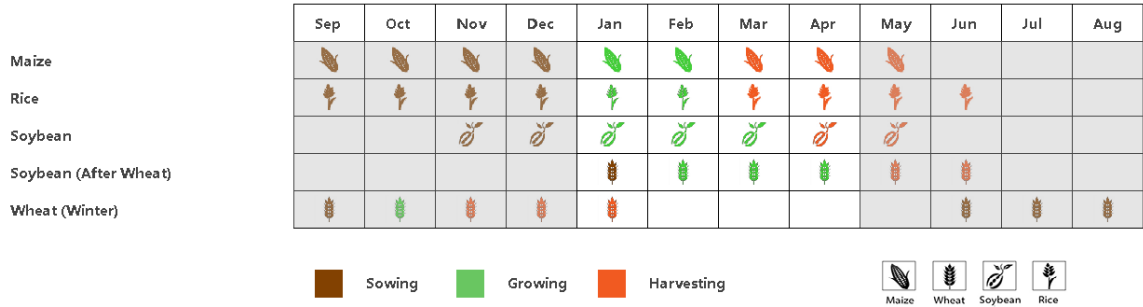 Sep Oct Nov Dec Jan Feb Mar Apr May Jun Jul Aug
Maize
Rice
Soybean
Soybean (After Wheat)
Wheat (Winter)
Sowing Growing Harvesting
Maize Wheat Soybean Rice